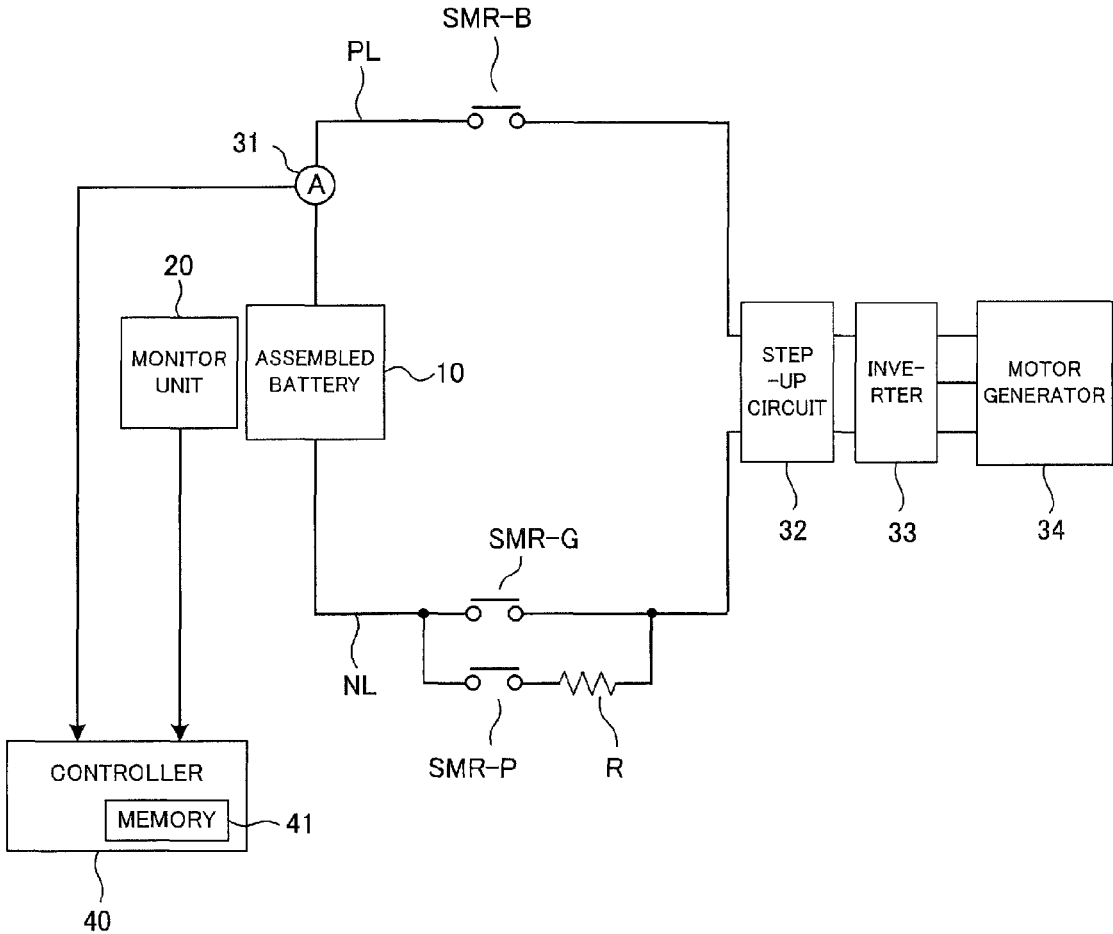 SMR-B
PL
31
A
20
MONITOR
UNIT
ASSEMBLED
BATTERY
10
STEP
-UP
CIRCUIT
INVE-
RTER
MOTOR
GENERATOR
32
33
34
SMR-G
NL
SMR-P
R
CONTROLLER
MEMORY
41
40